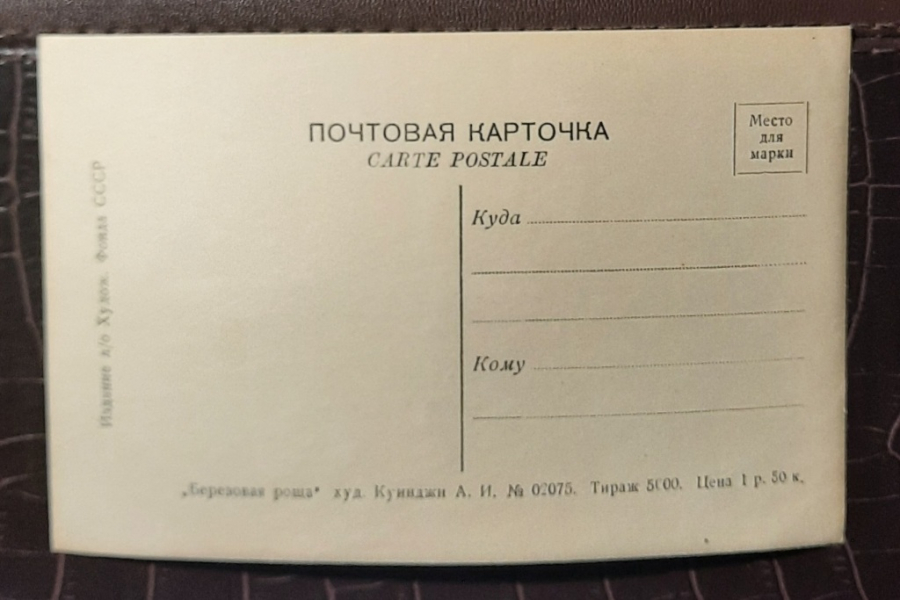 ПОЧТОВАЯ КАРТОЧКА
CARTE POSTALE
Место
для
марки
Куда
Кому
Издание л/о Худож. Фонда СССР
„Березовая роща“ худ. Куинджи А. И. № 02075. Тираж 5000. Цена 1 р. 50 к.